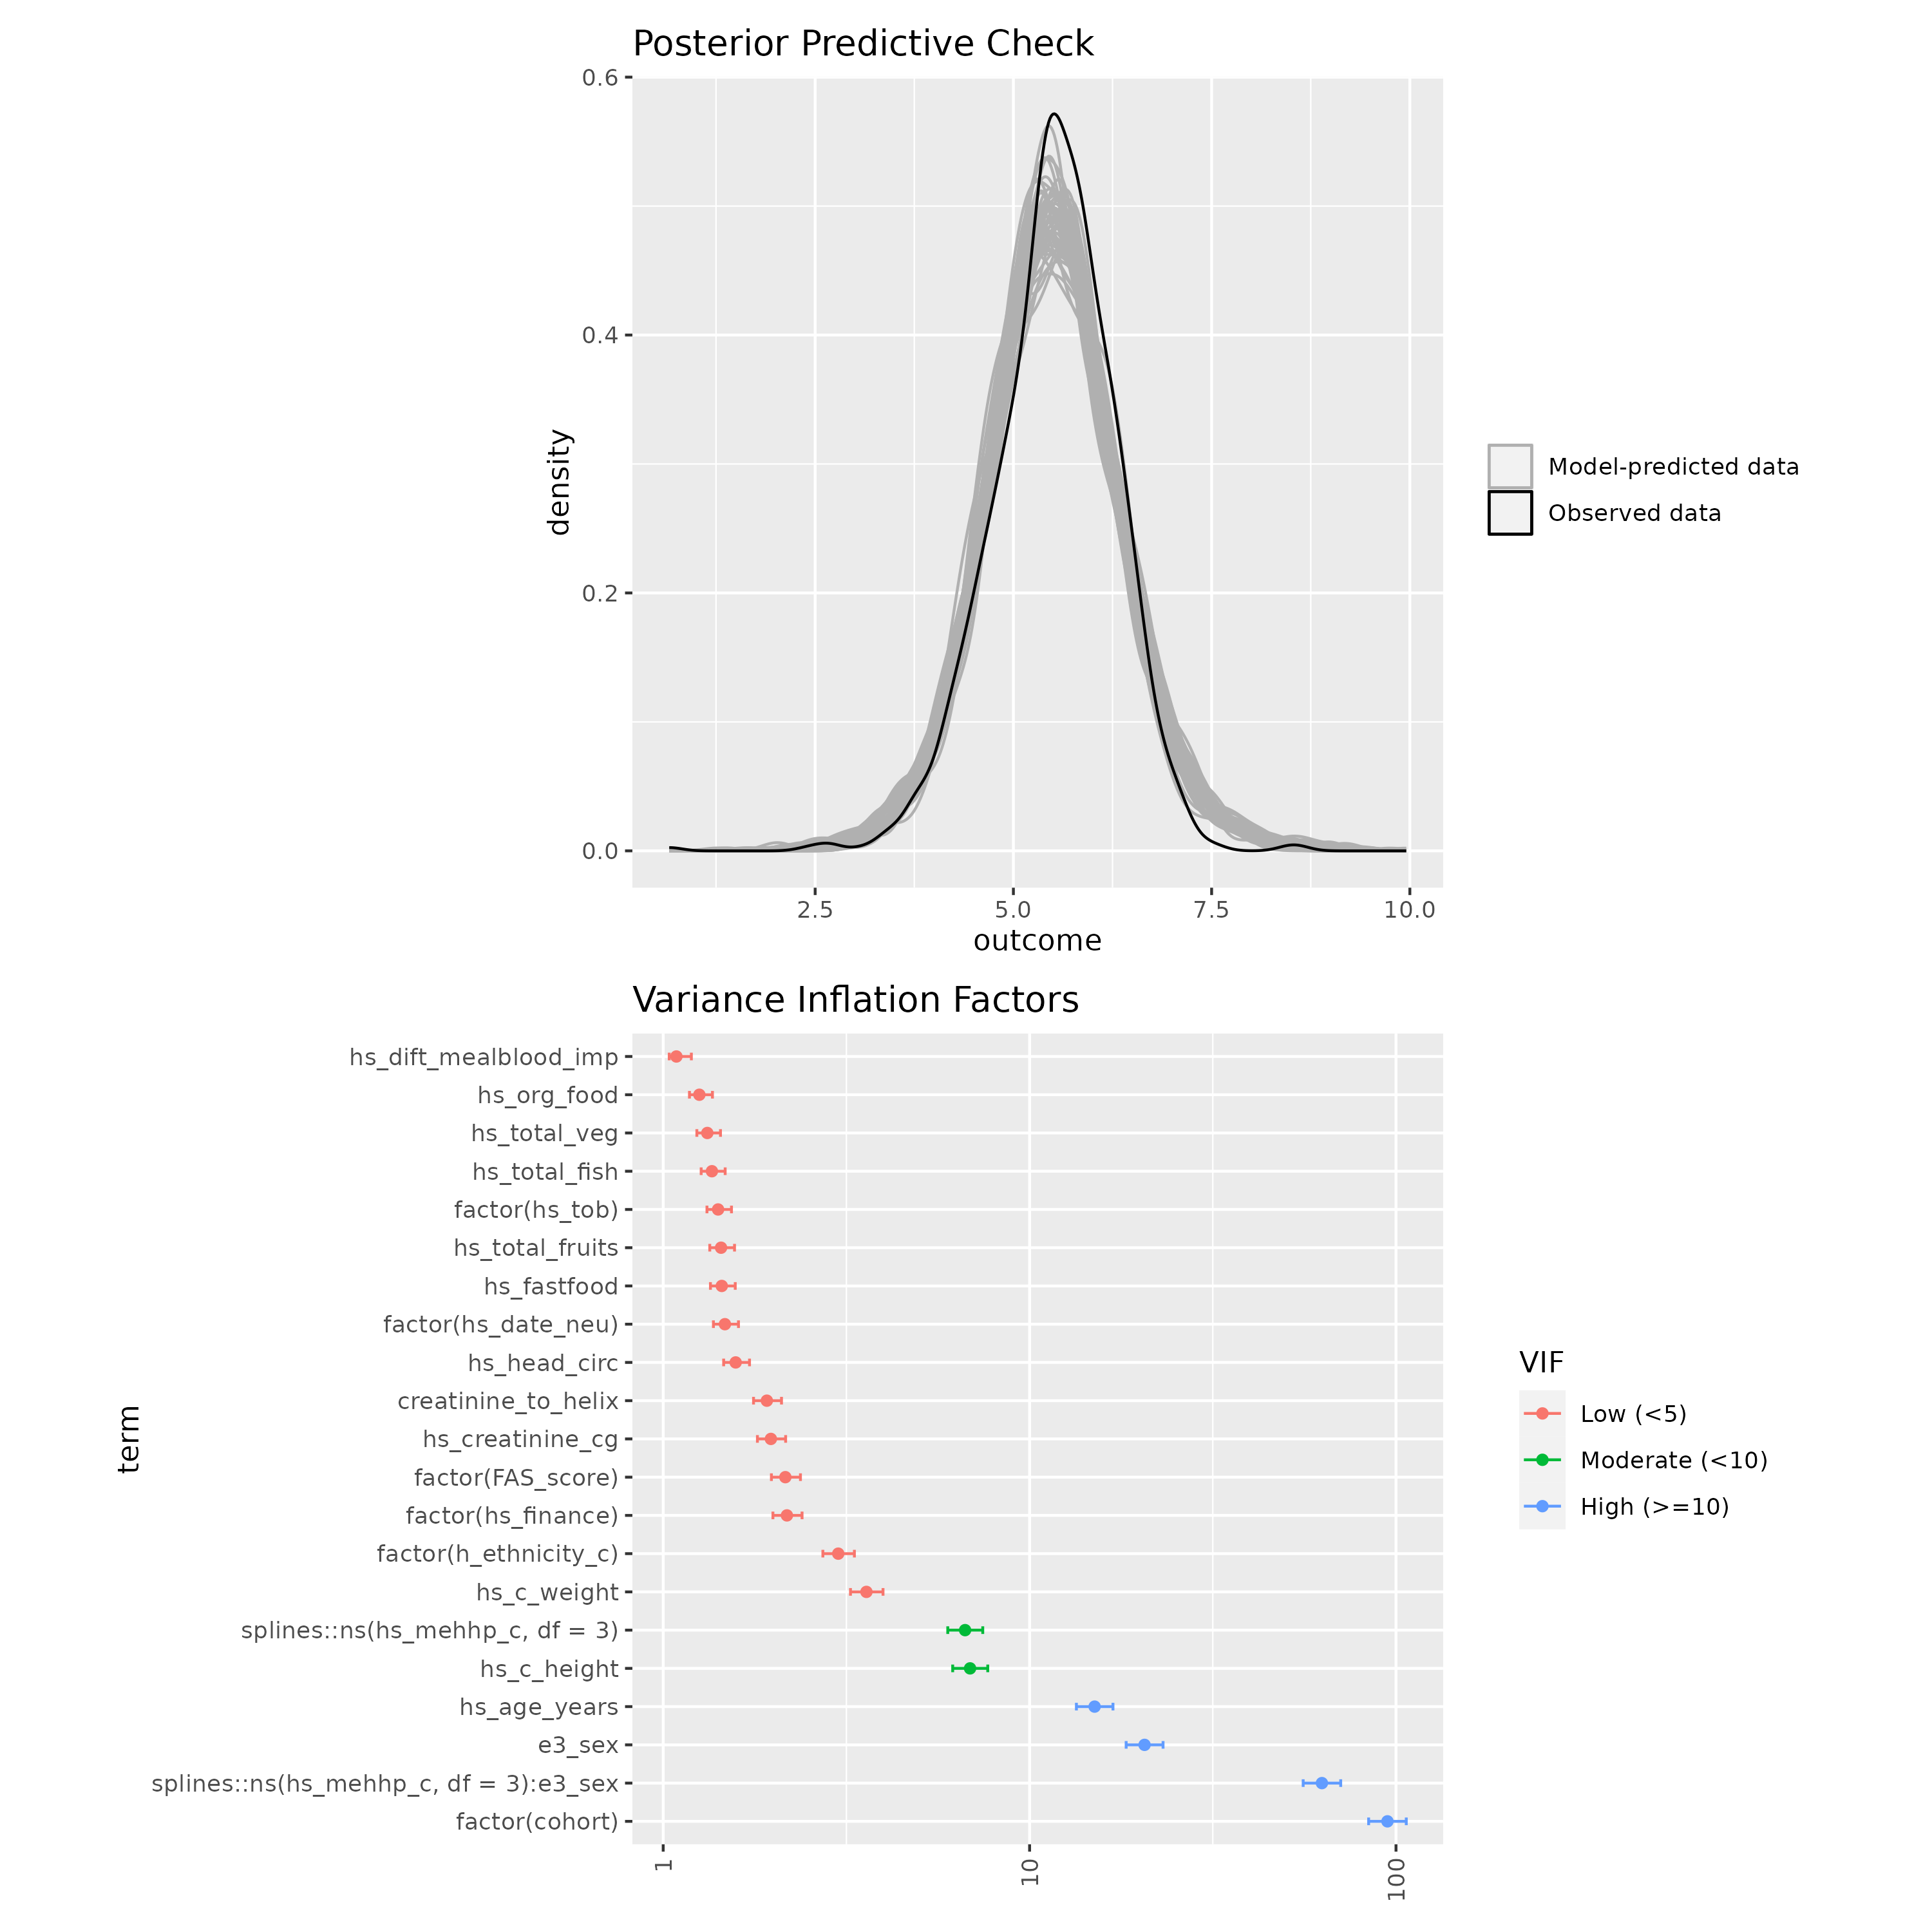 Posterior Predictive Check
0.6
0.4
0.2
0.0
density
2.5 5.0 7.5 10.0
outcome
Model-predicted data
Observed data
Variance Inflation Factors
term
hs_dift_mealblood_imp
hs_org_food
hs_total_veg
hs_total_fish
factor(hs_tob)
hs_total_fruits
hs_fastfood
factor(hs_date_neu)
hs_head_circ
creatinine_to_helix
hs_creatinine_cg
factor(FAS_score)
factor(hs_finance)
factor(h_ethnicity_c)
hs_c_weight
splines::ns(hs_mehhp_c, df = 3)
hs_c_height
hs_age_years
e3_sex
splines::ns(hs_mehhp_c, df = 3):e3_sex
factor(cohort)
1 10 100
VIF
Low (<5)
Moderate (<10)
High (>=10)